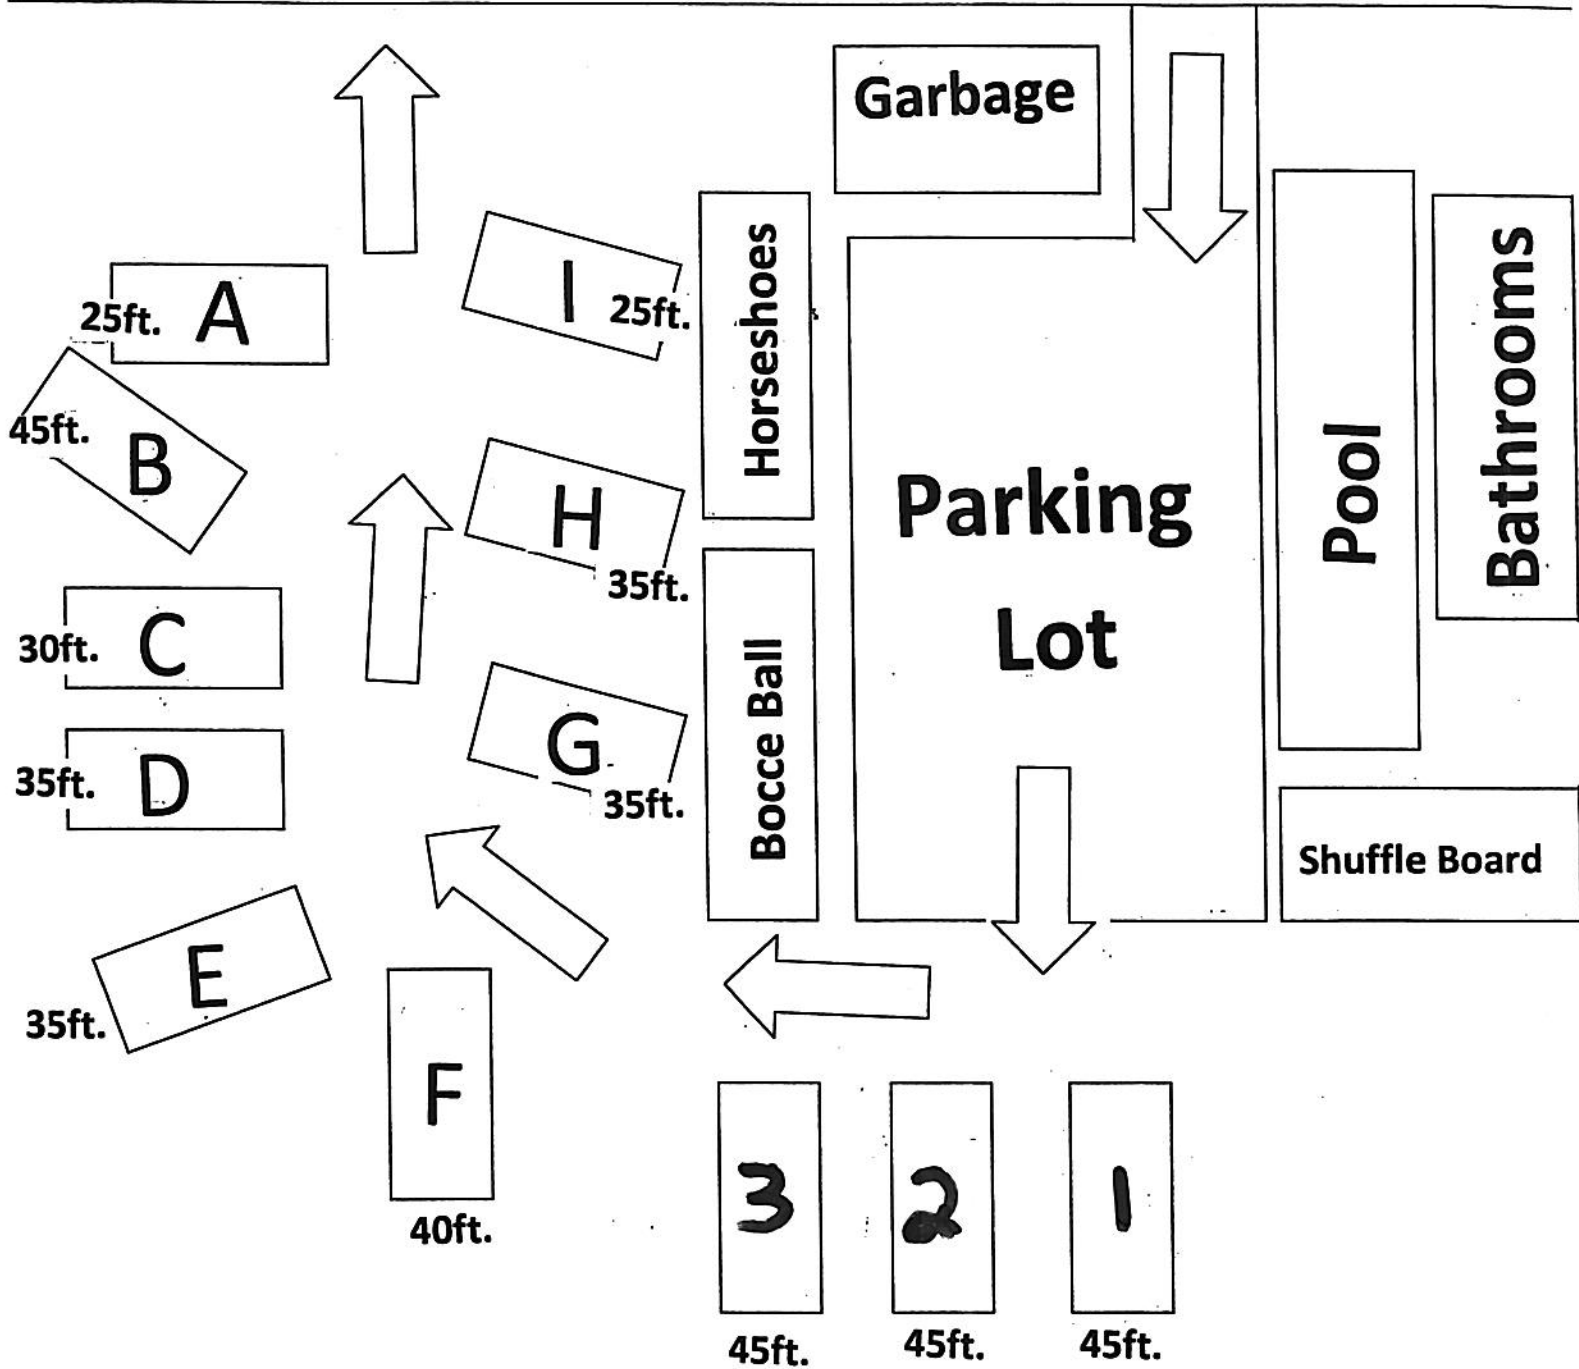 Garbage
A
25ft.
I
25ft.
Horseshoes
B
45ft.
H
35ft.
Parking
Lot
Pool
Bathrooms
C
30ft.
D
35ft.
G
35ft.
Bocce Ball
Shuffle Board
E
35ft.
F
40ft.
3
2
1
45ft.
45ft.
45ft.